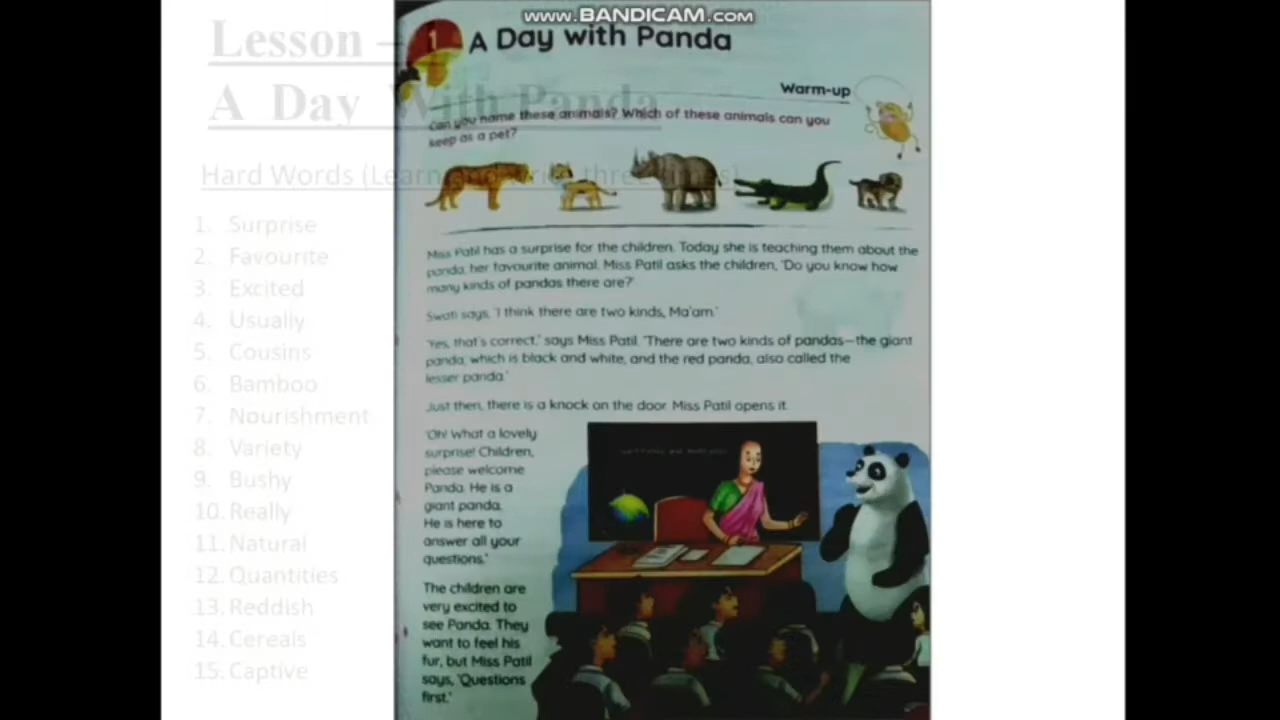 www.BANDICAM.com
Lesson –
A Day With Panda
Hard Words (Learn and write three times)
1. Surprise
2. Favourite
3. Excited
4. Usually
5. Cousins
6. Bamboo
7. Nourishment
8. Variety
9. Bushy
10. Really
11. Natural
12. Quantities
13. Reddish
14. Cereals
15. Captive
1 A Day with Panda
Warm-up
Can you name these animals? Which of these animals can you
keep as a pet?
Miss Patil has a surprise for the children. Today she is teaching them about the
panda, her favourite animal. Miss Patil asks the children, 'Do you know how
many kinds of pandas there are?'
Swati says, 'I think there are two kinds, Ma'am.'
'Yes, that's correct,' says Miss Patil. 'There are two kinds of pandas—the giant
panda, which is black and white, and the red panda, also called the
lesser panda.'
Just then, there is a knock on the door. Miss Patil opens it.
'Oh! What a lovely
surprise! Children,
please welcome
Panda. He is a
giant panda.
He is here to
answer all your
questions.'
The children are
very excited to
see Panda. They
want to feel his
fur, but Miss Patil
says, 'Questions
first.'